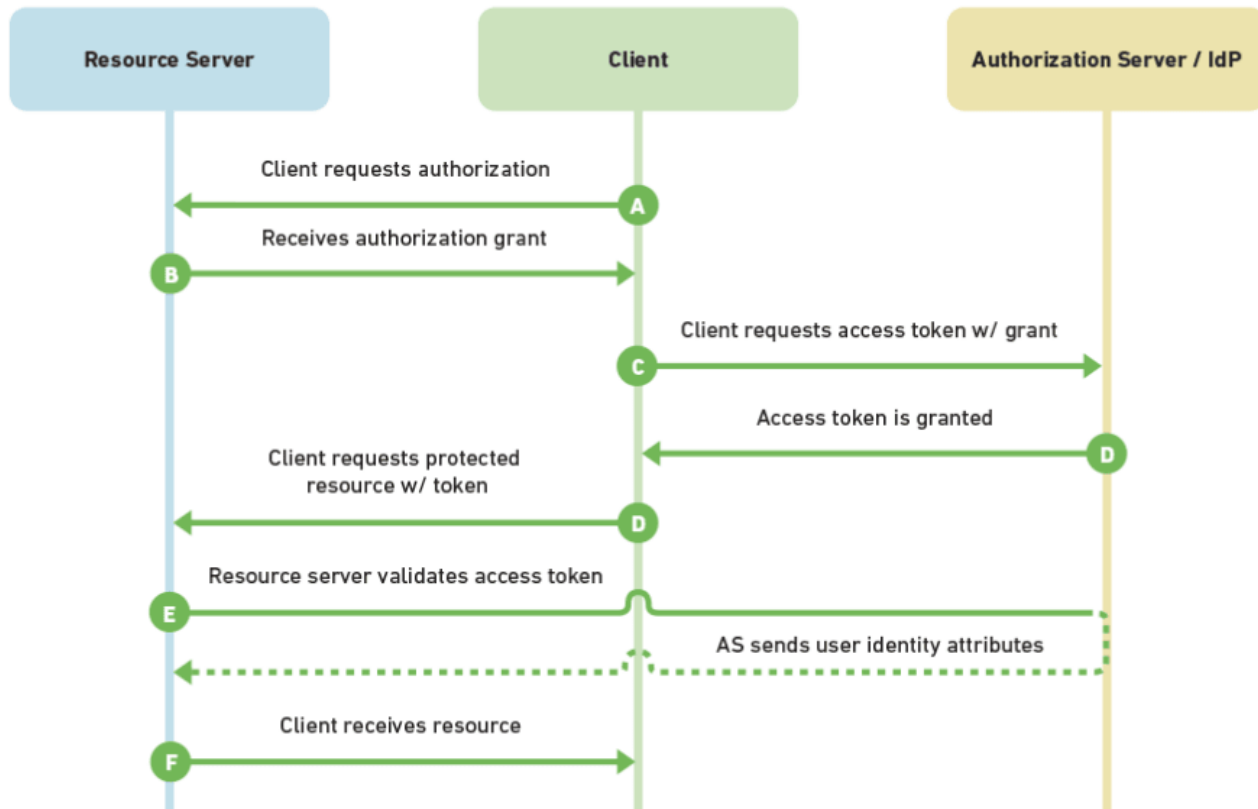 Resource Server
Client
Authorization Server / IdP
Client requests authorization
A
Receives authorization grant
B
Client requests access token w/ grant
C
Access token is granted
D
Client requests protected
resource w/ token
D
Resource server validates access token
E
AS sends user identity attributes
Client receives resource
F